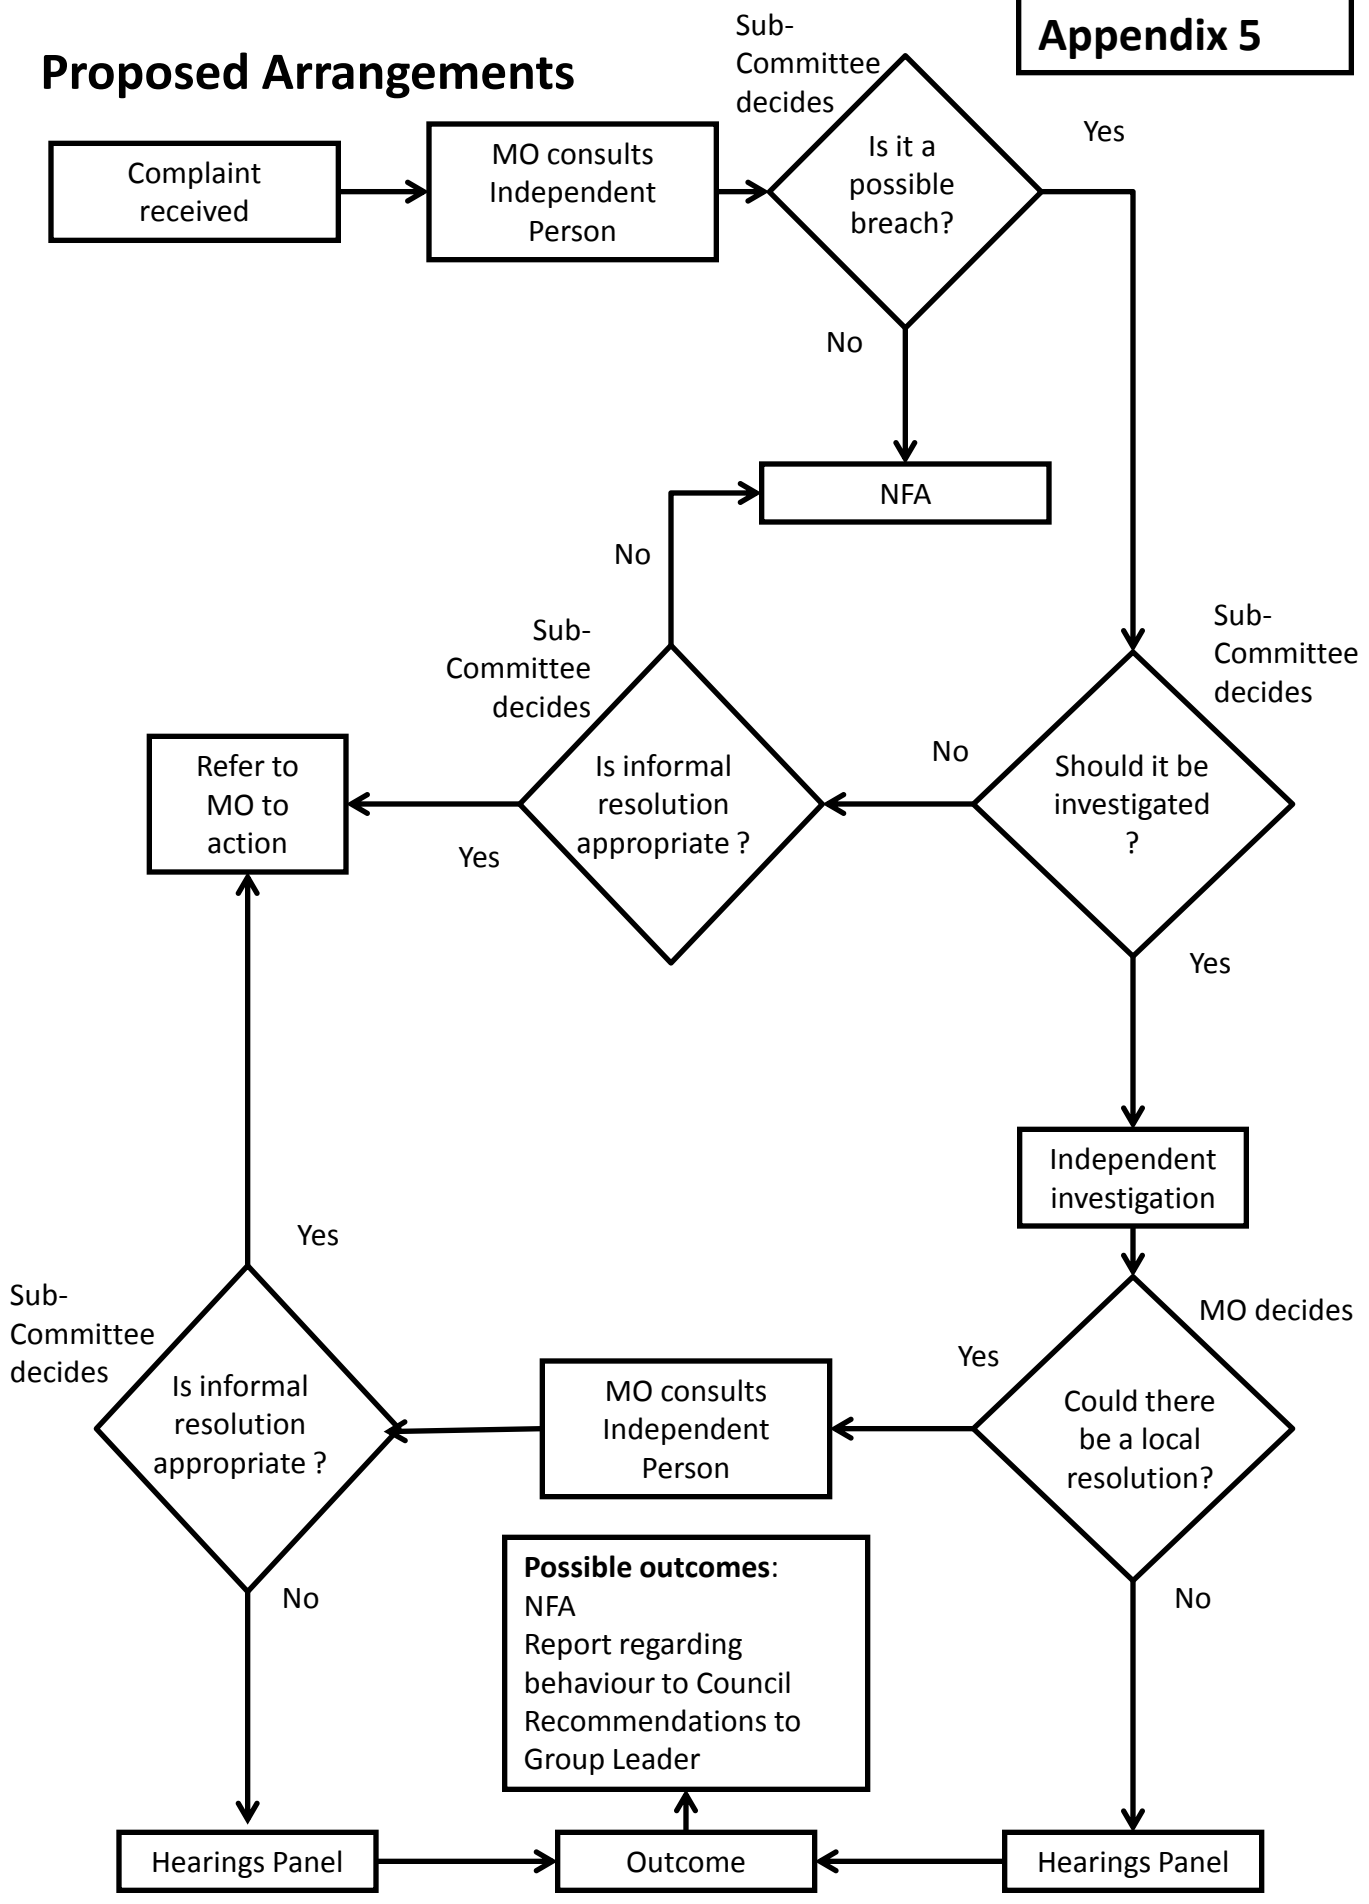 Appendix 5
Proposed Arrangements
Complaint
received
MO consults
Independent
Person
Sub-
Committee
decides
Is it a
possible
breach?
Yes
No
NFA
No
Sub-
Committee
decides
Sub-
Committee
decides
Should it be
investigated
?
No
Is informal
resolution
appropriate ?
Yes
Refer to
MO to
action
Yes
Independent
investigation
MO decides
Could there
be a local
resolution?
Yes
MO consults
Independent
Person
Sub-
Committee
decides
Is informal
resolution
appropriate ?
Yes
No
No
Possible outcomes:
NFA
Report regarding
behaviour to Council
Recommendations to
Group Leader
Hearings Panel
Outcome
Hearings Panel